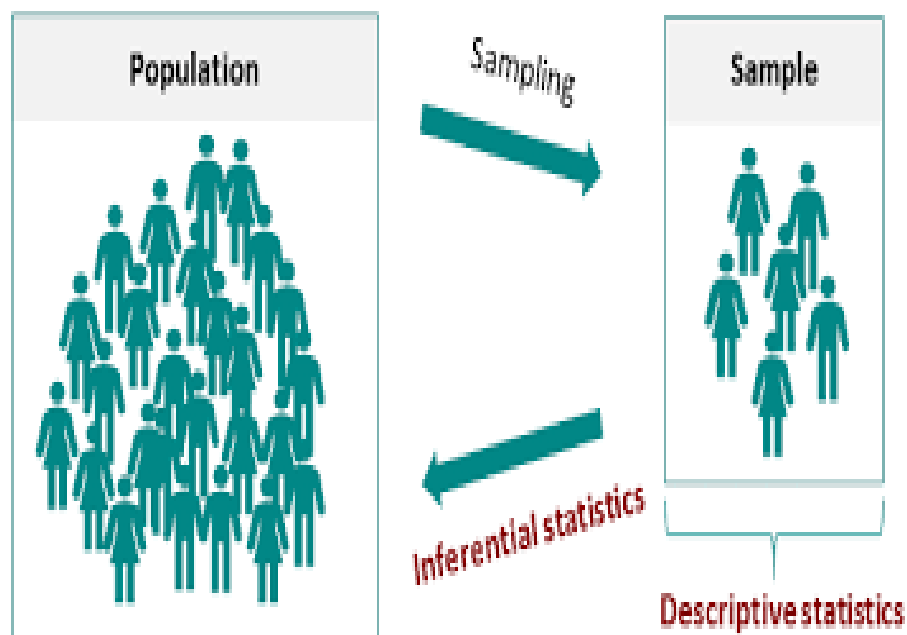 Population
Sampling
Sample
Inferential statistics
Descriptive statistics